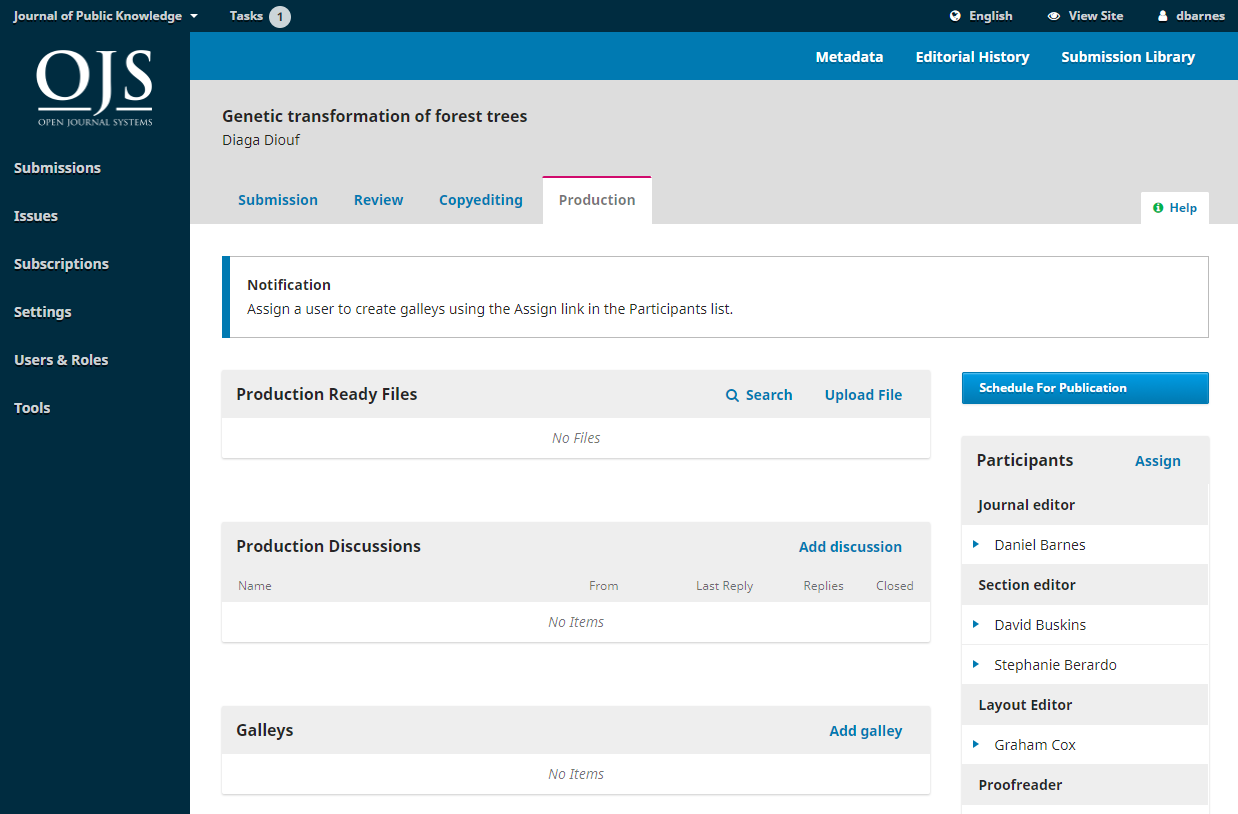 Journal of Public Knowledge
Tasks 1
English
View Site
dbarnes
OJS
OPEN JOURNAL SYSTEMS
Submissions
Issues
Subscriptions
Settings
Users & Roles
Tools
Metadata
Editorial History
Submission Library
Genetic transformation of forest trees
Diaga Diouf
Submission
Review
Copyediting
Production
Help
Notification
Assign a user to create galleys using the Assign link in the Participants list.
Production Ready Files
Search
Upload File
No Files
Production Discussions
Add discussion
Name
From
Last Reply
Replies
Closed
No Items
Galleys
Add galley
No Items
Schedule For Publication
Participants
Assign
Journal editor
Daniel Barnes
Section editor
David Buskins
Stephanie Berardo
Layout Editor
Graham Cox
Proofreader